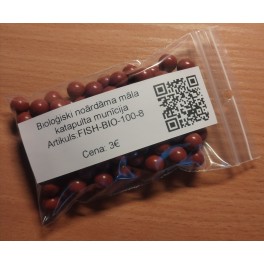 Bioloģiski noārdāma māla
katapulta munīcija
Artikuls:FISH-BIO-100-8
Cena: 3€